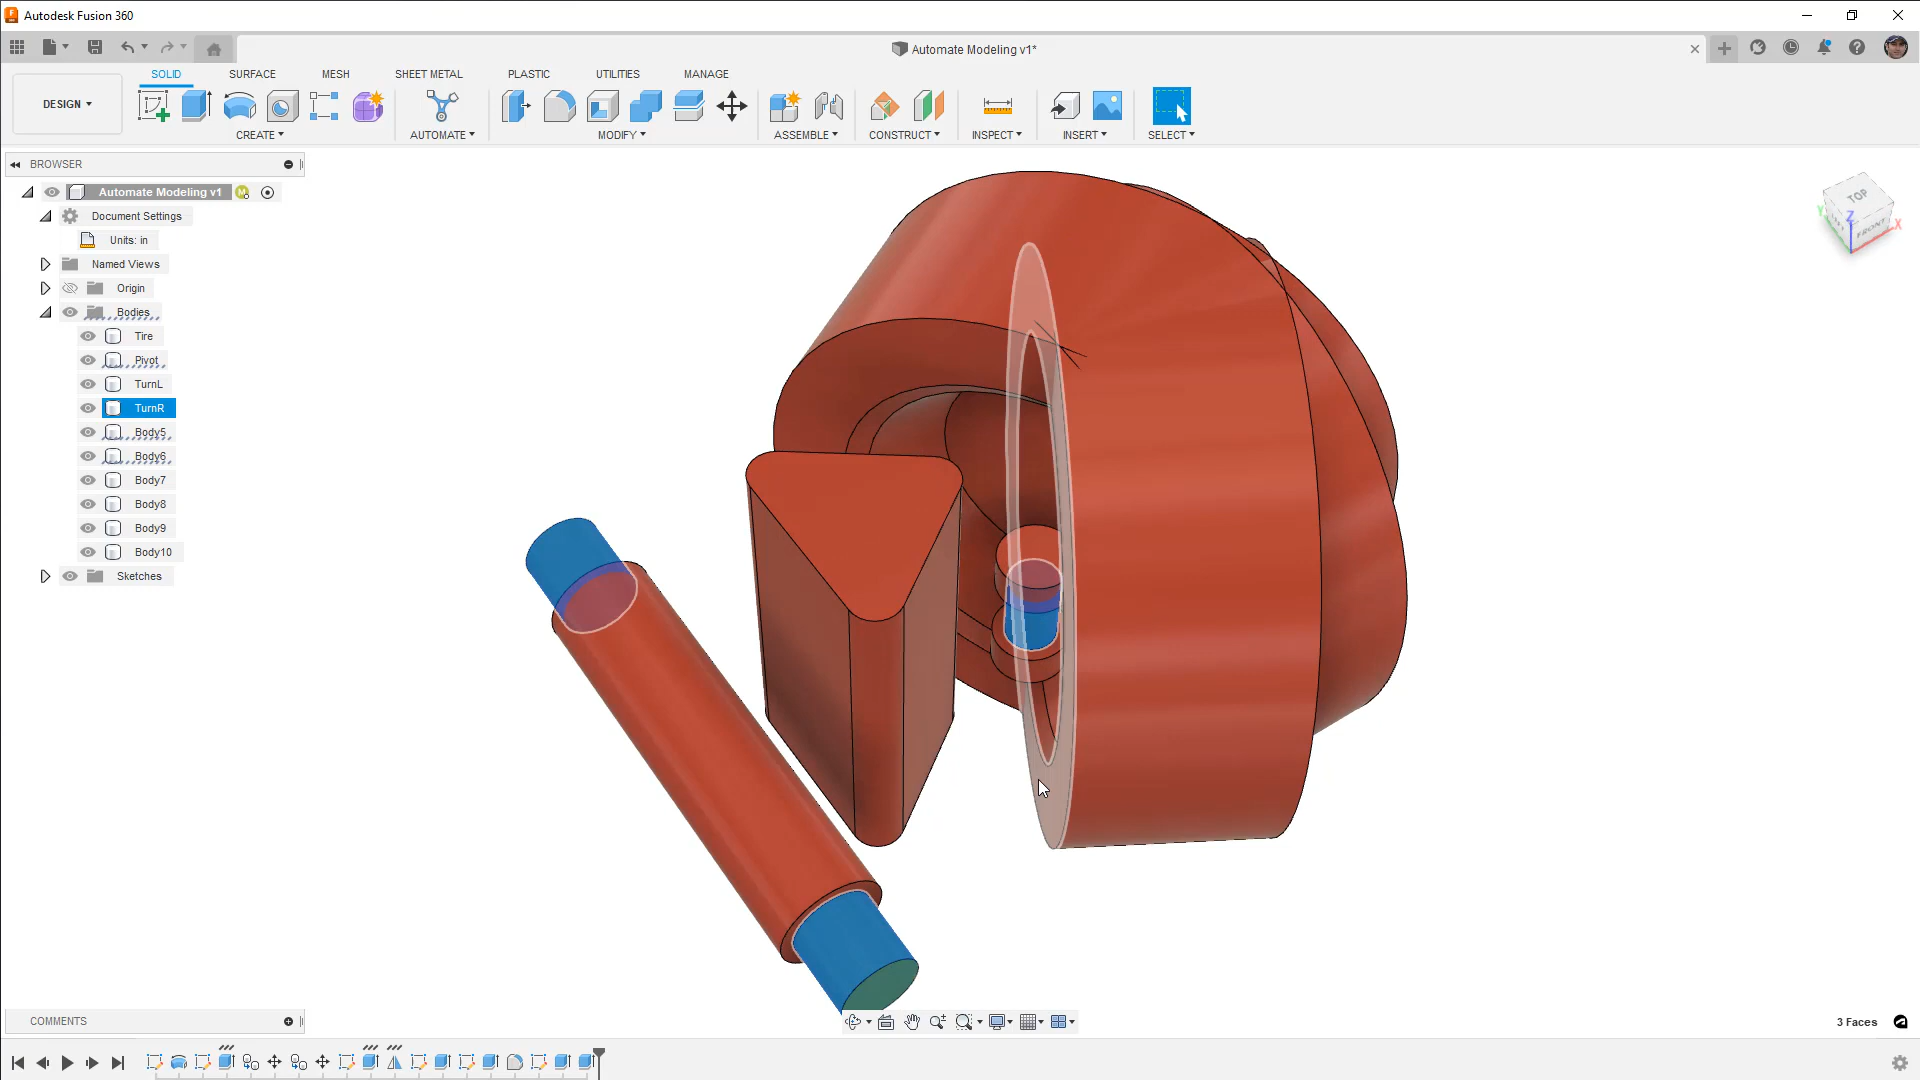 Autodesk Fusion 360
Automate Modeling v1*
DESIGN
SOLID SURFACE MESH SHEET METAL PLASTIC UTILITIES MANAGE
CREATE AUTOMATE MODIFY ASSEMBLE CONSTRUCT INSPECT INSERT SELECT
BROWSER
Automate Modeling v1
Document Settings
Units: in
Named Views
Origin
Bodies
Tire
Pivot
TurnL
TurnR
Body5
Body6
Body7
Body8
Body9
Body10
Sketches
TOP
FRONT
X
Y
Z
COMMENTS
3 Faces